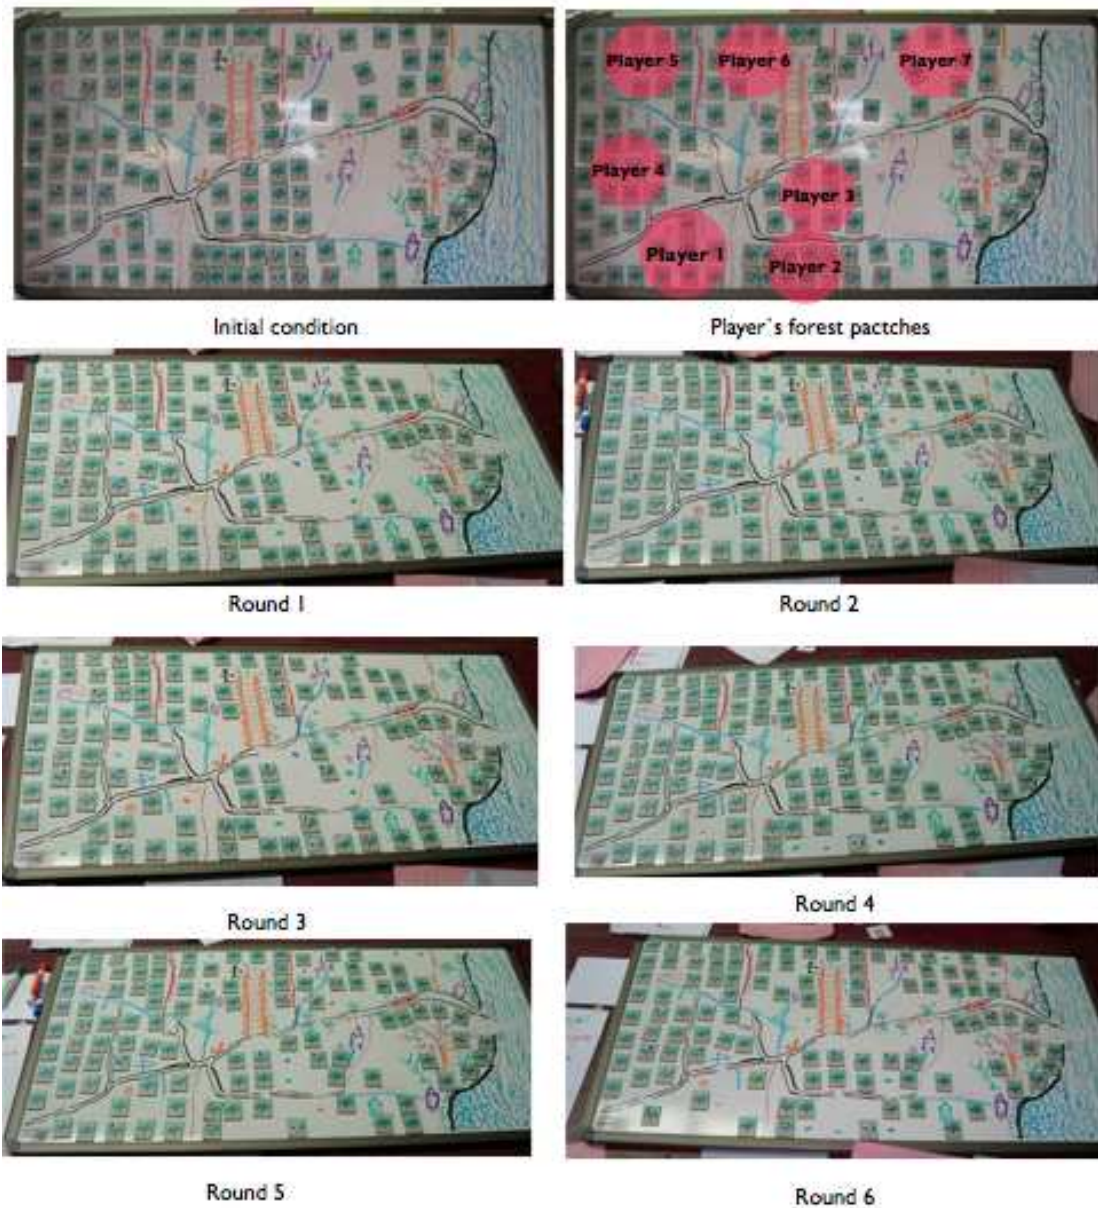 Player 5
Player 6
Player 7
Player 4
Player 3
Player 1
Player 2
Initial condition
Player`s forest pactches
Round 1
Round 2
Round 3
Round 4
Round 5
Round 6